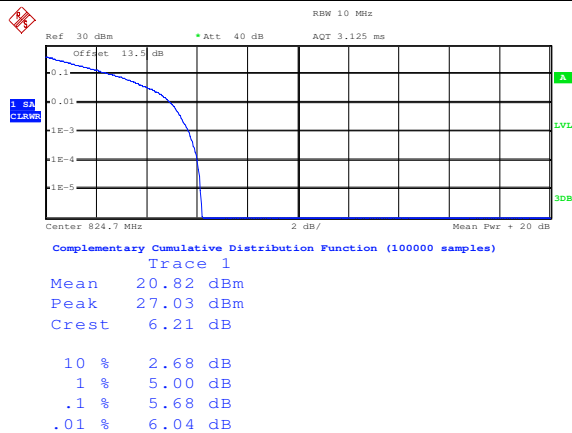 R S
RBW 10 MHz
Ref 30 dBm *Att 40 dB AQT 3.125 ms
Offset 13.5 dB
0.1
A
1 SA
0.01
CLRWR
LVL
1E-3
1E-4
1E-5
3DB
Center 824.7 MHz 2 dB/ Mean Pwr + 20 dB
Complementary Cumulative Distribution Function (100000 samples)
Trace 1
Mean 20.82 dBm
Peak 27.03 dBm
Crest 6.21 dB
10 % 2.68 dB
1 % 5.00 dB
.1 % 5.68 dB
.01 % 6.04 dB